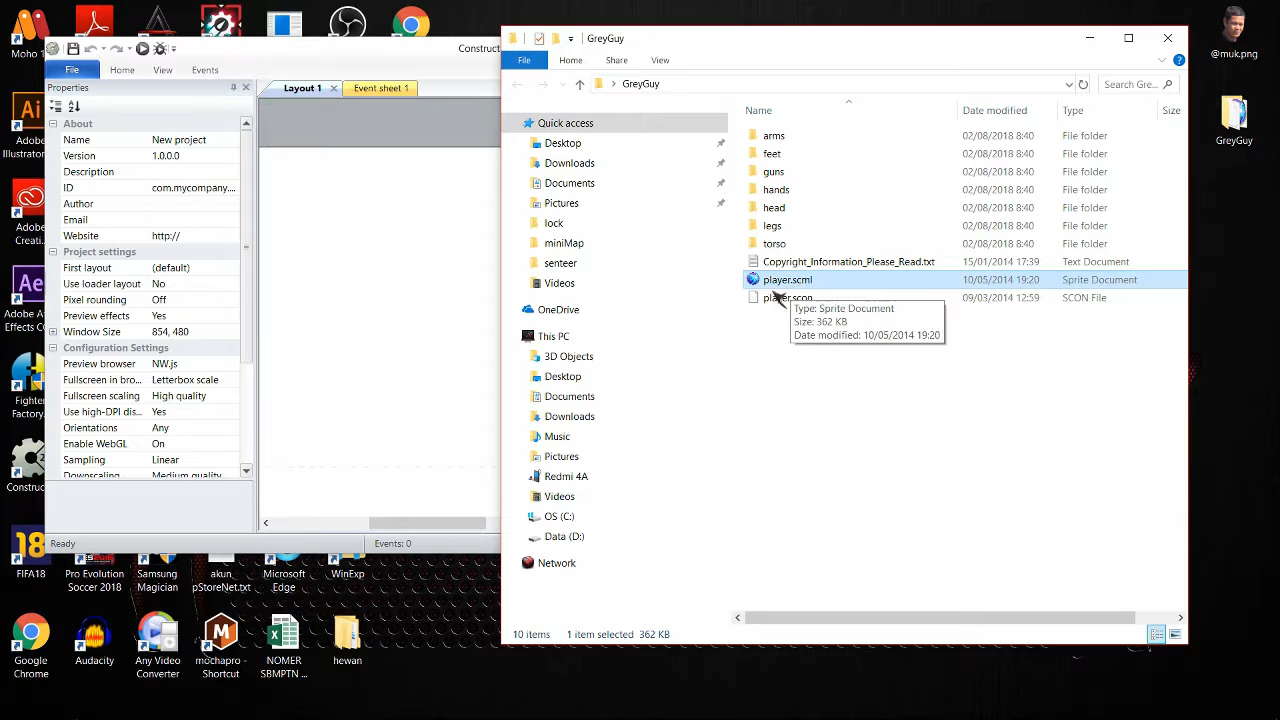 Moho 1...
Adobe
Illustrator...
Adobe
Creati...
Adobe Af
Effects C...
Fighter
Factory...
Construc...
FIFA18
Pro Evolution
Soccer 2018
Samsung
Magician
akun
pStoreNet.txt
Microsoft
Edge
WinExp
Google
Chrome
Audacity
Any Video
Converter
mochapro -
Shortcut
NOMER
SBMPTN ...
hewan
@muk.png
GreyGuy
Construct
File
Home
View
Events
Properties
Layout 1
Event sheet 1
About
Name New project
Version 1.0.0.0
Description
ID com.mycompany....
Author
Email
Website http://
Project settings
First layout (default)
Use loader layout No
Pixel rounding Off
Preview effects Yes
Window Size 854, 480
Configuration Settings
Preview browser NW.js
Fullscreen in bro... Letterbox scale
Fullscreen scaling High quality
Use high-DPI dis... Yes
Orientations Any
Enable WebGL On
Sampling Linear
Downscaling Medium quality
Ready
Events: 0
GreyGuy
File
Home
Share
View
GreyGuy
Search Gre...
Quick access
Desktop
Downloads
Documents
Pictures
lock
miniMap
senteer
Videos
OneDrive
This PC
3D Objects
Desktop
Documents
Downloads
Music
Pictures
Redmi 4A
Videos
OS (C:)
Data (D:)
Network
Name Date modified Type Size
arms 02/08/2018 8:40 File folder
feet 02/08/2018 8:40 File folder
guns 02/08/2018 8:40 File folder
hands 02/08/2018 8:40 File folder
head 02/08/2018 8:40 File folder
legs 02/08/2018 8:40 File folder
torso 02/08/2018 8:40 File folder
Copyright_Information_Please_Read.txt 15/01/2014 17:39 Text Document
player.scml 10/05/2014 19:20 Sprite Document
player.scon 09/03/2014 12:59 SCON File
Type: Sprite Document
Size: 362 KB
Date modified: 10/05/2014 19:20
10 items 1 item selected 362 KB